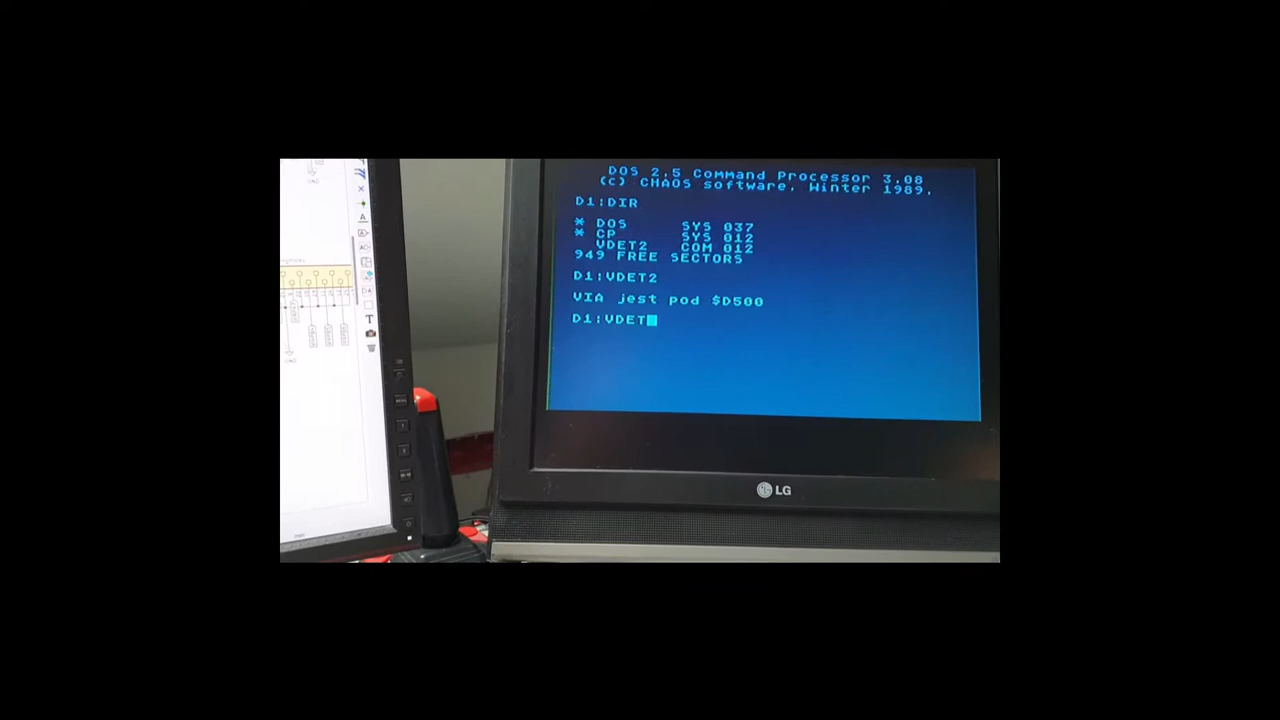 DOS 2.5 Command Processor 3.08
(c) CHAOS software, Winter 1989.
D1:DIR
* DOS SYS 037
* CP SYS 012
VDET2 COM 012
949 FREE SECTORS
D1:VDET2
VIA jest pod $D500
D1:VDET
LG